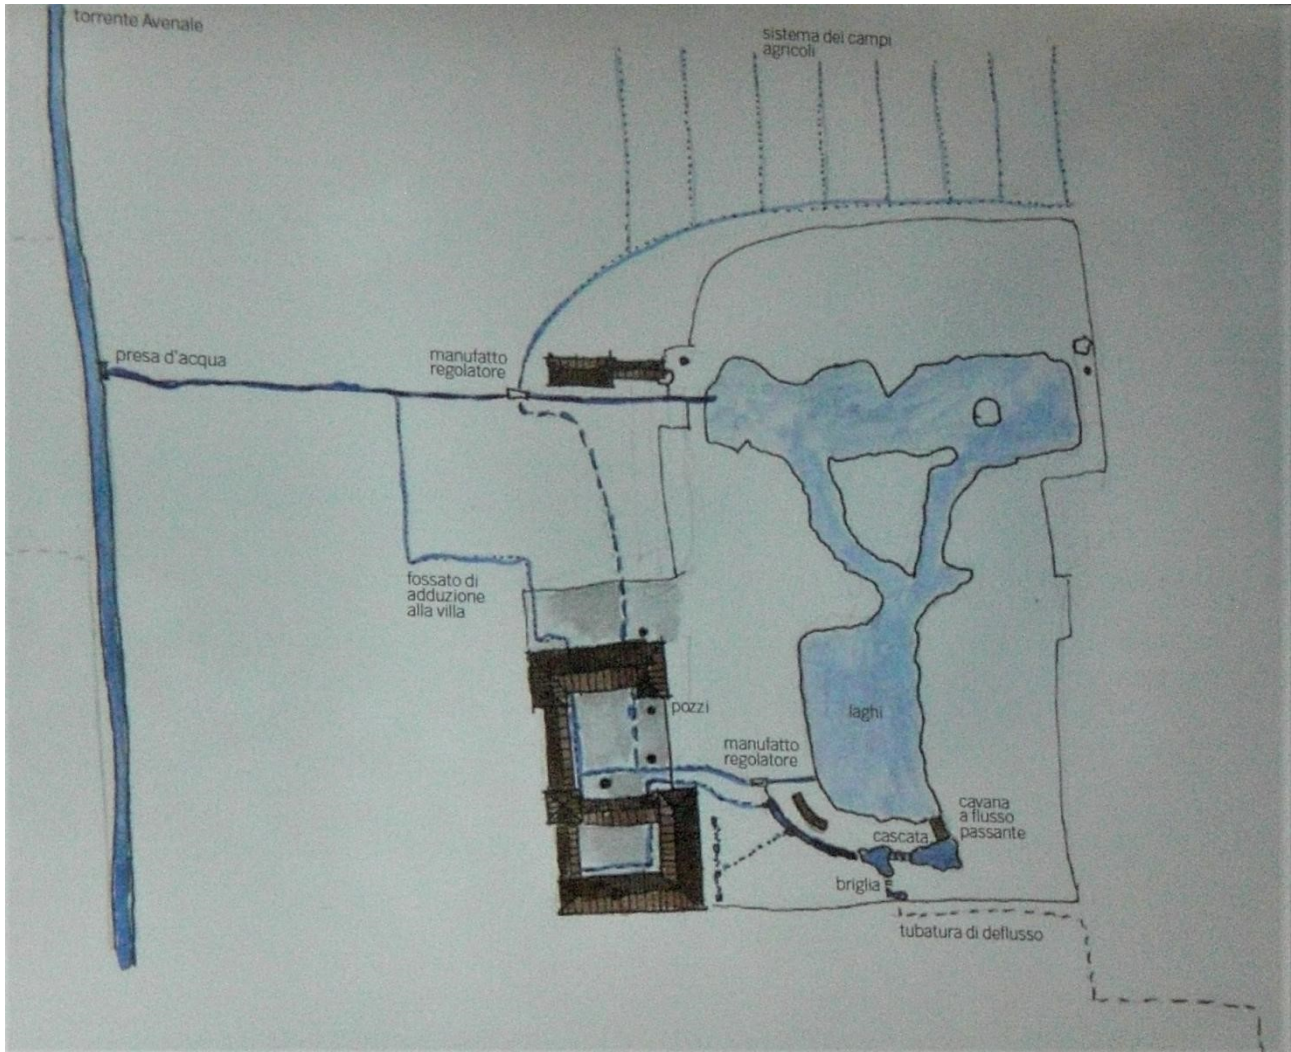 torrente Avenale
sistema dei campi
agricoli
presa d'acqua
manufatto
regolatore
fossato di
adduzione
alla villa
pozzi
laghi
manufatto
regolatore
cavana
a flusso
passante
cascata
briglia
tubatura di deflusso